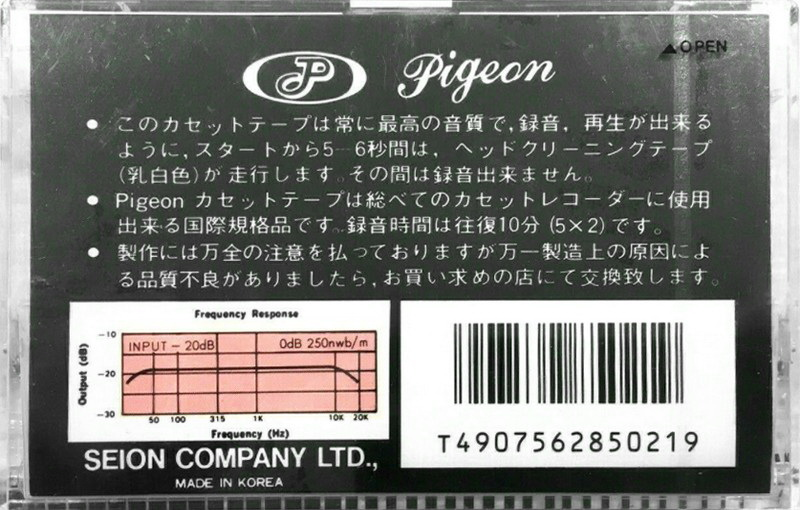 ▲OPEN
JP Pigeon
● このカセットテープは常に最高の音質で,録音, 再生が出来る
ように,スタートから5–6秒間は, ヘッドクリーニングテープ
(乳白色)が走行します。その間は録音出来ません。
● Pigeon カセットテープは総べてのカセットレコーダーに使用
出来る国際規格品です。録音時間は往復10分 (5×2) です。
● 製作には万全の注意を払っておりますが万一製造上の原因によ
る品質不良がありましたら,お買い求めの店にて交換致します。
Frequency Response
Output (dB)
-10
-20
-30
INPUT – 20dB
0dB 250nwb/m
50 100 315 1K 10K 20K
Frequency (Hz)
T4907562850219
SEION COMPANY LTD.,
MADE IN KOREA